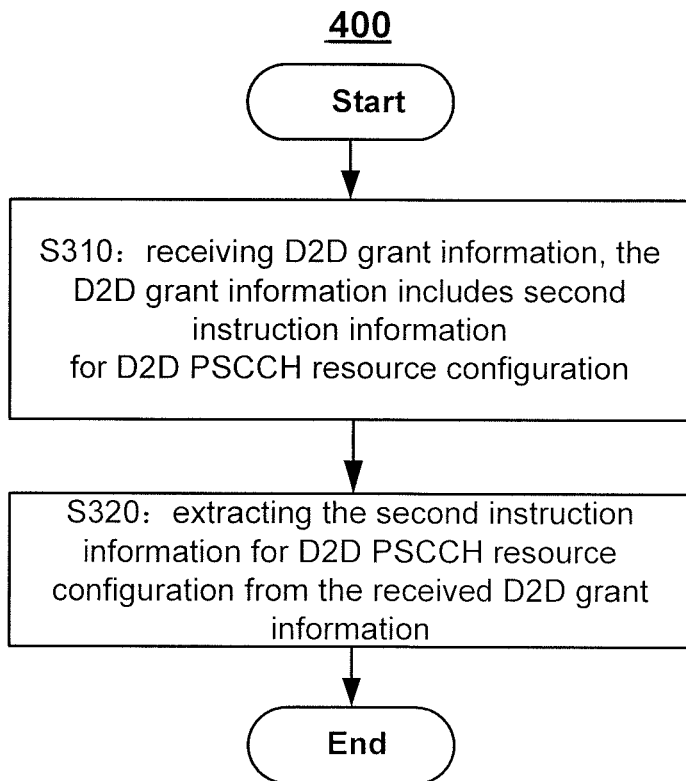 400
Start
S310：receiving D2D grant information, the
D2D grant information includes second
instruction information
for D2D PSCCH resource configuration
S320：extracting the second instruction
information for D2D PSCCH resource
configuration from the received D2D grant
information
End